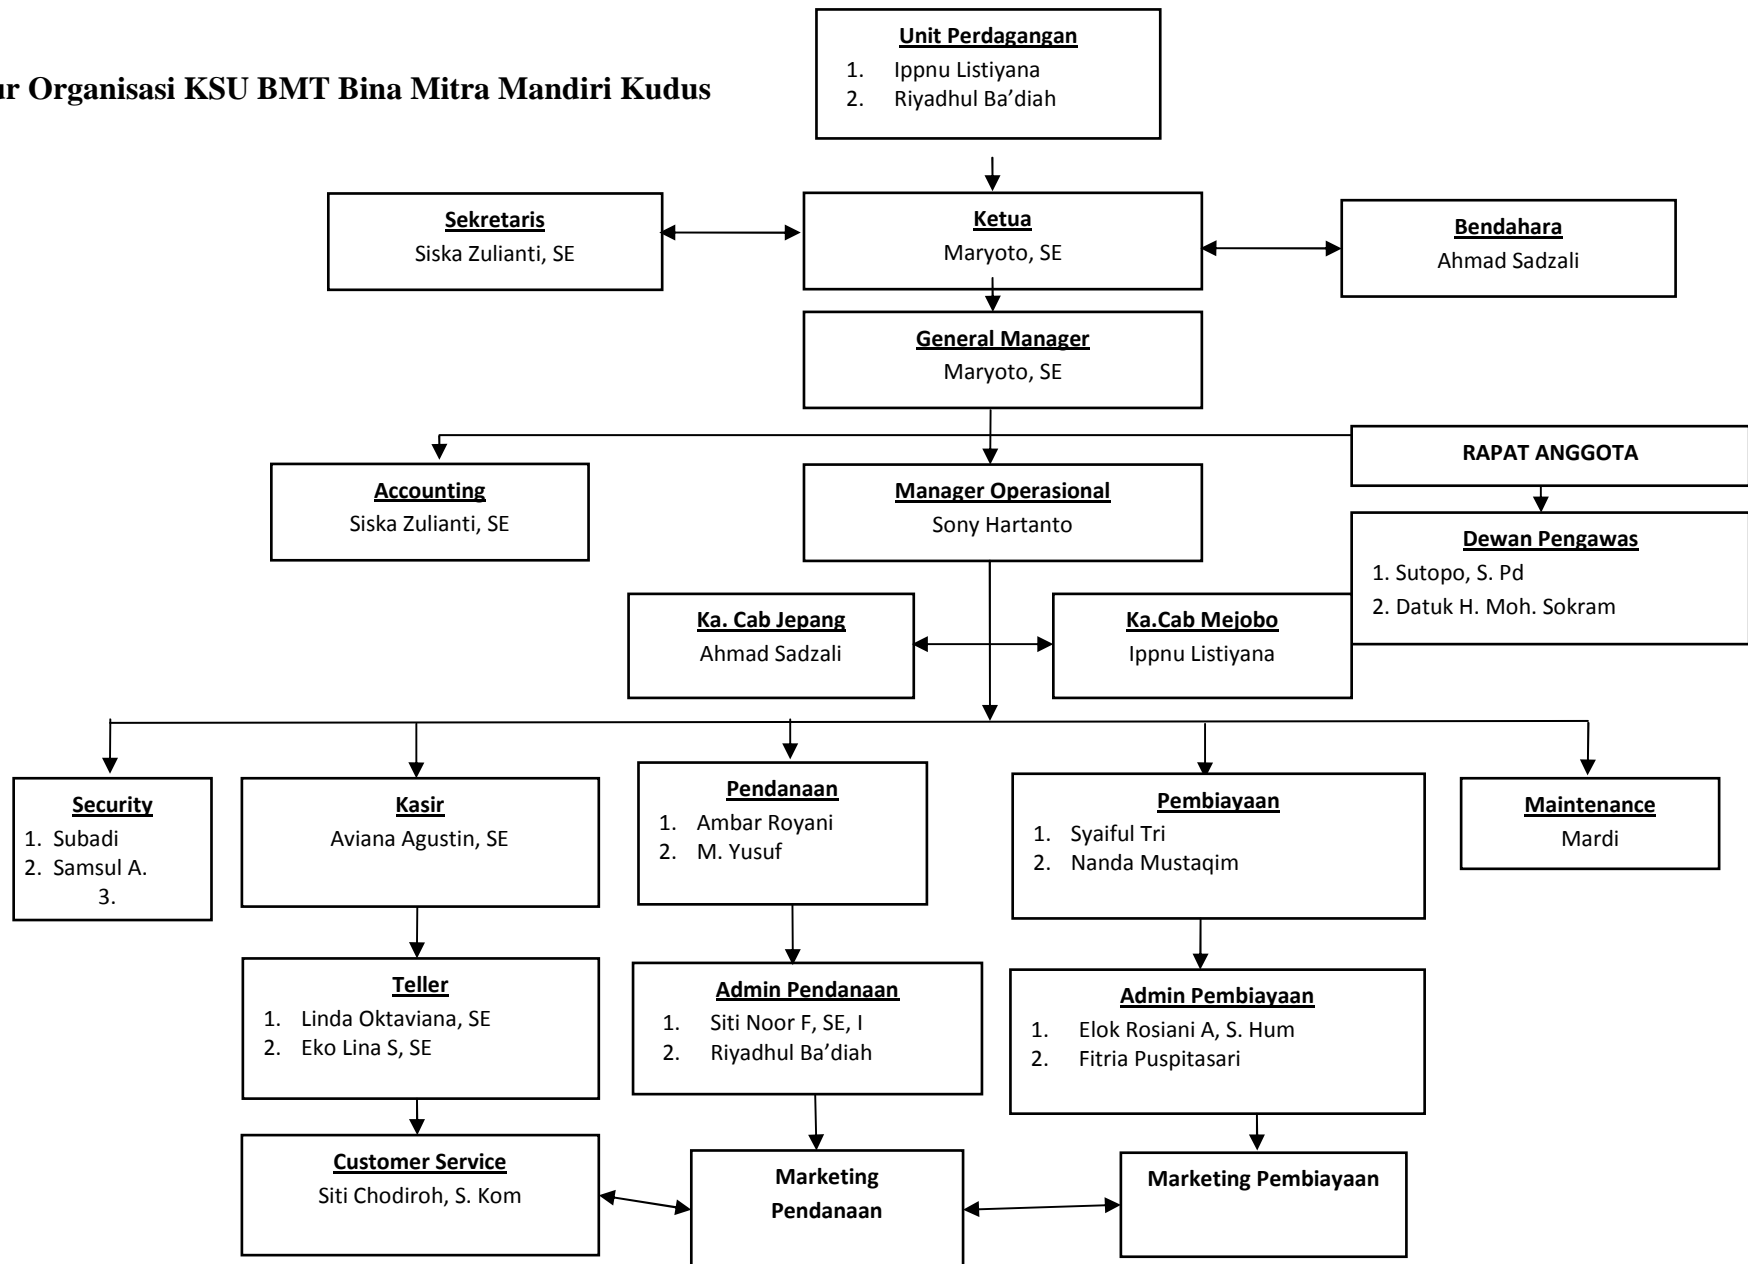 ur Organisasi KSU BMT Bina Mitra Mandiri Kudus
Unit Perdagangan
1. Ippnu Listiyana
2. Riyadhul Ba’diah
Sekretaris
Siska Zulianti, SE
Ketua
Maryoto, SE
Bendahara
Ahmad Sadzali
General Manager
Maryoto, SE
RAPAT ANGGOTA
Accounting
Siska Zulianti, SE
Manager Operasional
Sony Hartanto
Dewan Pengawas
1. Sutopo, S. Pd
2. Datuk H. Moh. Sokram
Ka. Cab Jepang
Ahmad Sadzali
Ka.Cab Mejobo
Ippnu Listiyana
Security
1. Subadi
2. Samsul A.
3.
Kasir
Aviana Agustin, SE
Pendanaan
1. Ambar Royani
2. M. Yusuf
Pembiayaan
1. Syaiful Tri
2. Nanda Mustaqim
Maintenance
Mardi
Teller
1. Linda Oktaviana, SE
2. Eko Lina S, SE
Admin Pendanaan
1. Siti Noor F, SE, I
2. Riyadhul Ba’diah
Admin Pembiayaan
1. Elok Rosiani A, S. Hum
2. Fitria Puspitasari
Customer Service
Siti Chodiroh, S. Kom
Marketing
Pendanaan
Marketing Pembiayaan